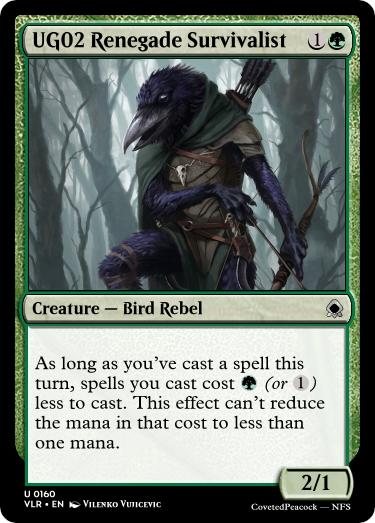 UG02 Renegade Survivalist 1
Creature — Bird Rebel
As long as you’ve cast a spell this
turn, spells you cast cost (or 1)
less to cast. This effect can’t reduce
the mana in that cost to less than
one mana.
2/1
U 0160
VLR • EN Vilenko Vujicevic
CovetedPeacock — NFS